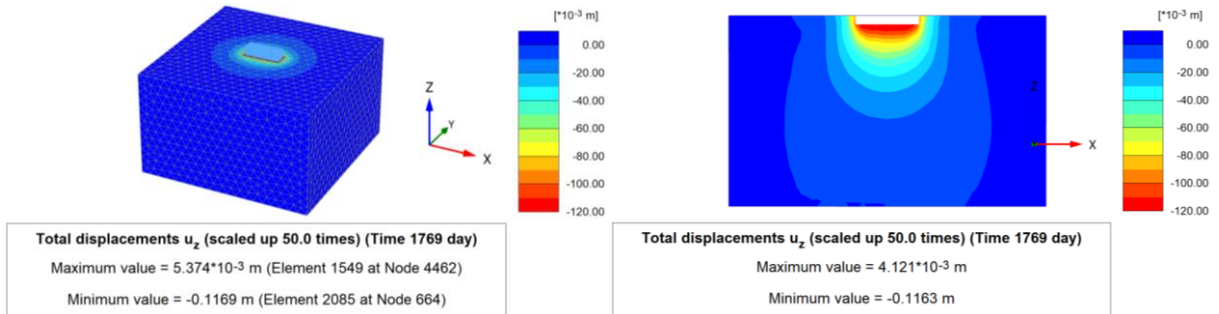 [*10-3 m]
0.00
-20.00
-40.00
-60.00
-80.00
-100.00
-120.00
Z
Y
X
Total displacements uz (scaled up 50.0 times) (Time 1769 day)
Maximum value = 5.374*10-3 m (Element 1549 at Node 4462)
Minimum value = -0.1169 m (Element 2085 at Node 664)
[*10-3 m]
0.00
-20.00
-40.00
-60.00
-80.00
-100.00
-120.00
Z
X
Total displacements uz (scaled up 50.0 times) (Time 1769 day)
Maximum value = 4.121*10-3 m
Minimum value = -0.1163 m